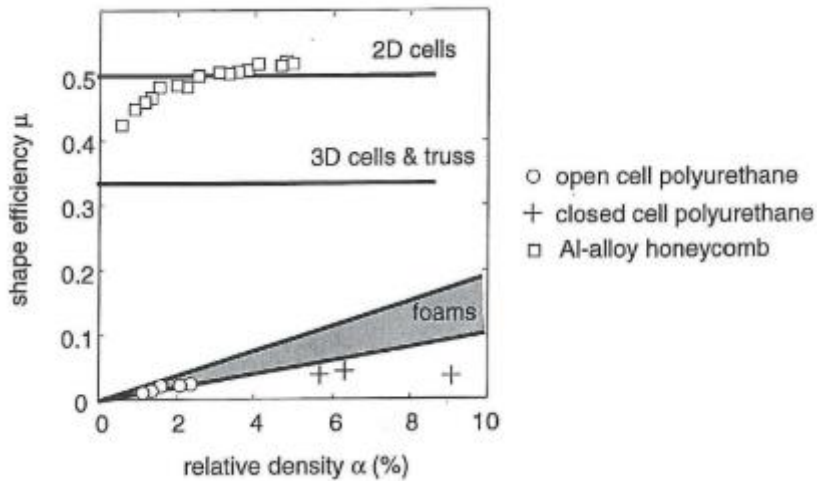 shape efficiency μ
0.5
0.4
0.3
0.2
0.1
0
2D cells
3D cells & truss
foams
0 2 4 6 8 10
relative density α (%)
open cell polyurethane
closed cell polyurethane
Al-alloy honeycomb